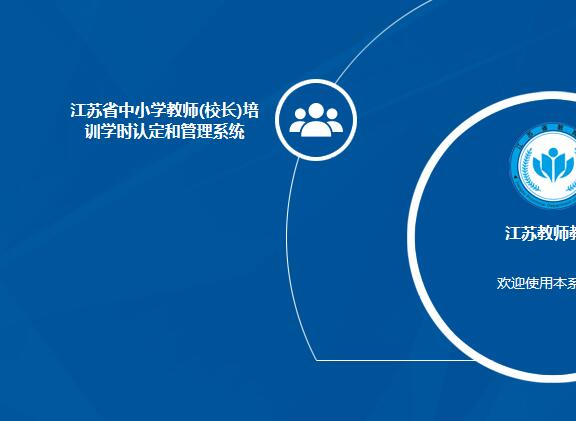 江苏省中小学教师(校长)培
训学时认定和管理系统
江苏教师教
欢迎使用本系